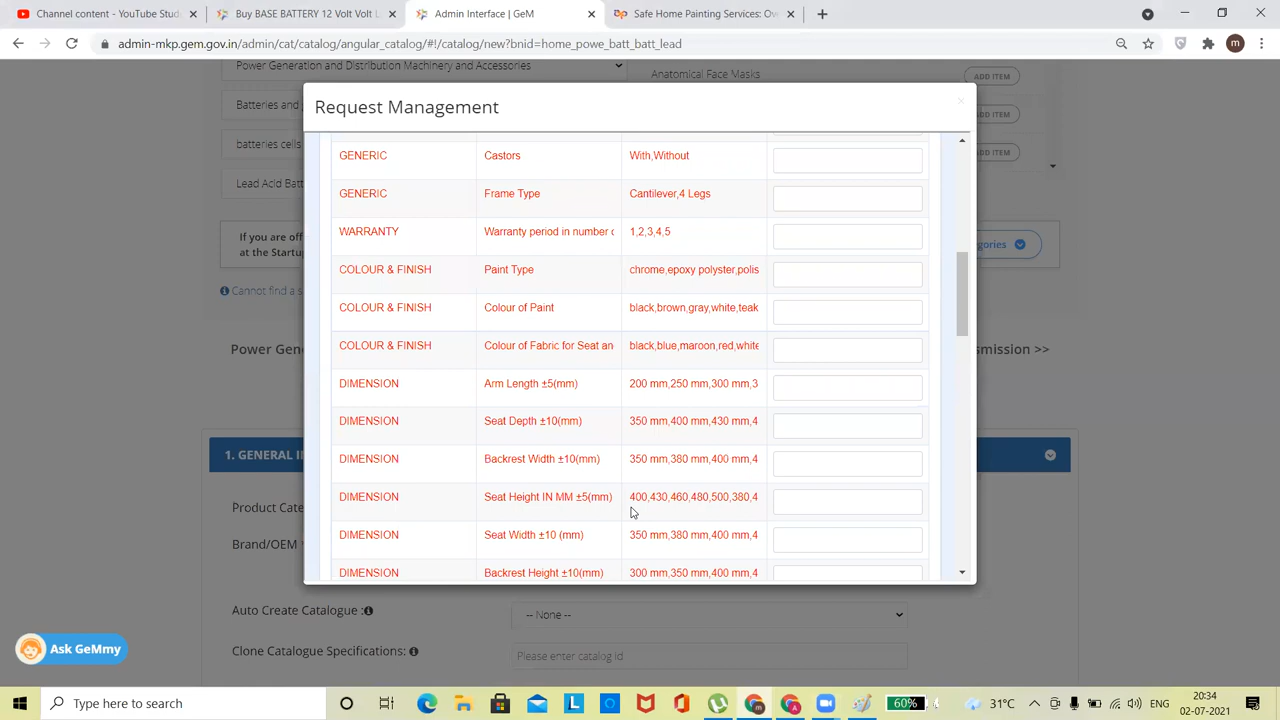 Channel content - YouTube Stud
Buy BASE BATTERY 12 Volt Volt L
Admin Interface | GeM
Safe Home Painting Services: Ov
admin-mkp.gem.gov.in/admin/cat/catalog/angular_catalog/#!/catalog/new?bnid=home_powe_batt_batt_lead
m
Power Generation and Distribution Machinery and Accessories
Anatomical Face Masks
ADD ITEM
Batteries and
ADD ITEM
batteries cells
ADD ITEM
Lead Acid Batt
If you are off
at the Startup
egories
Cannot find a s
Power Gene
smission >>
Request Management
GENERIC Castors With,Without
GENERIC Frame Type Cantilever,4 Legs
WARRANTY Warranty period in number o 1,2,3,4,5
COLOUR & FINISH Paint Type chrome,epoxy polyster,polis
COLOUR & FINISH Colour of Paint black,brown,gray,white,teak
COLOUR & FINISH Colour of Fabric for Seat an black,blue,maroon,red,white
DIMENSION Arm Length ±5(mm) 200 mm,250 mm,300 mm,3
DIMENSION Seat Depth ±10(mm) 350 mm,400 mm,430 mm,4
DIMENSION Backrest Width ±10(mm) 350 mm,380 mm,400 mm,4
DIMENSION Seat Height IN MM ±5(mm) 400,430,460,480,500,380,4
DIMENSION Seat Width ±10 (mm) 350 mm,380 mm,400 mm,4
DIMENSION Backrest Height ±10(mm) 300 mm,350 mm,400 mm,4
1. GENERAL I
Product Cate
Brand/OEM
Auto Create Catalogue :
-- None --
Clone Catalogue Specifications:
Please enter catalog id
Ask GeMmy
Type here to search
60%
31°C
ENG
20:34
02-07-2021